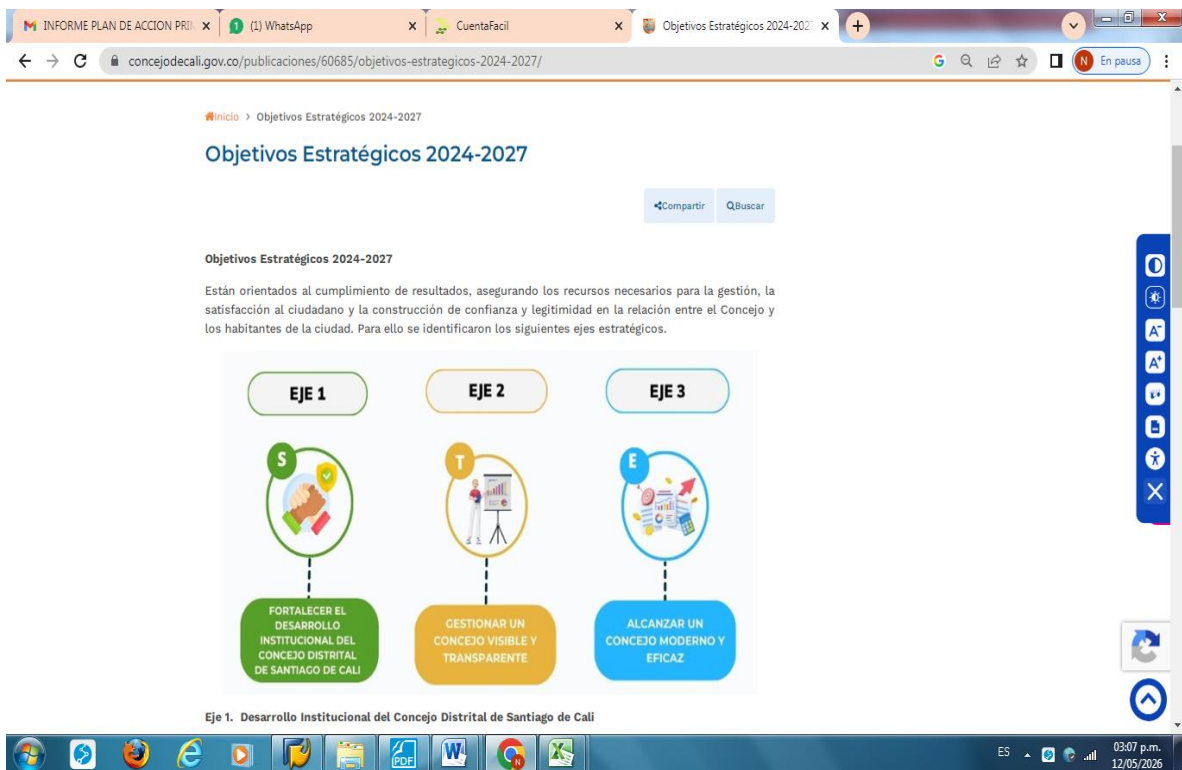 INFORME PLAN DE ACCION PRI
(1) WhatsApp
CuentaFacil
Objetivos Estratégicos 2024-202
concejodecali.gov.co/publicaciones/60685/objetivos-estrategicos-2024-2027/
N En pausa
Inicio > Objetivos Estratégicos 2024-2027
Objetivos Estratégicos 2024-2027
Compartir Buscar
Objetivos Estratégicos 2024-2027
Están orientados al cumplimiento de resultados, asegurando los recursos necesarios para la gestión, la
satisfacción al ciudadano y la construcción de confianza y legitimidad en la relación entre el Concejo y
los habitantes de la ciudad. Para ello se identificaron los siguientes ejes estratégicos.
EJE 1
EJE 2
EJE 3
S
T
E
FORTALECER EL
DESARROLLO
INSTITUCIONAL DEL
CONCEJO DISTRITAL
DE SANTIAGO DE CALI
GESTIONAR UN
CONCEJO VISIBLE Y
TRANSPARENTE
ALCANZAR UN
CONCEJO MODERNO Y
EFICAZ
Eje 1. Desarrollo Institucional del Concejo Distrital de Santiago de Cali
A-
A+
PDF
ES
03:07 p.m.
12/05/2026